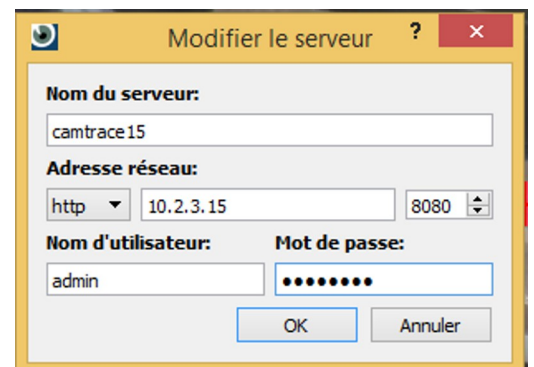 Modifier le serveur ? ×
Nom du serveur:
camtrace15
Adresse réseau:
http 10.2.3.15 8080
Nom d'utilisateur: Mot de passe:
admin ••••••••
OK Annuler